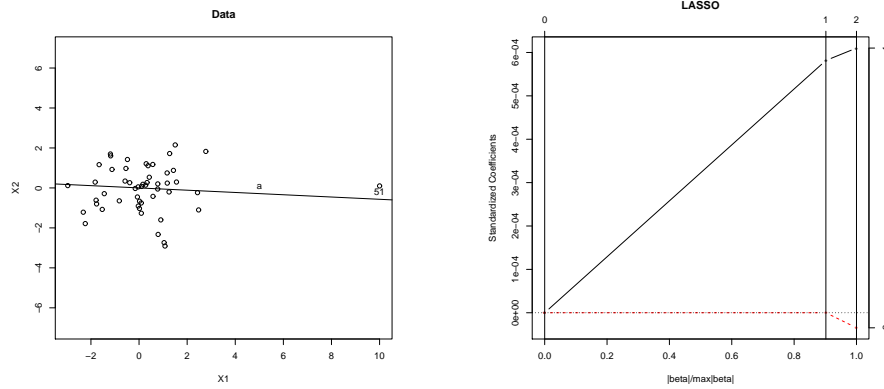 Data
LASSO
0 1 2
6
4
2
0
−2
−4
−6
X2
a
51
−2 0 2 4 6 8 10
X1
6e−04
5e−04
4e−04
3e−04
2e−04
1e−04
0e+00
Standardized Coefficients
0.0 0.2 0.4 0.6 0.8 1.0
|beta|/max|beta|